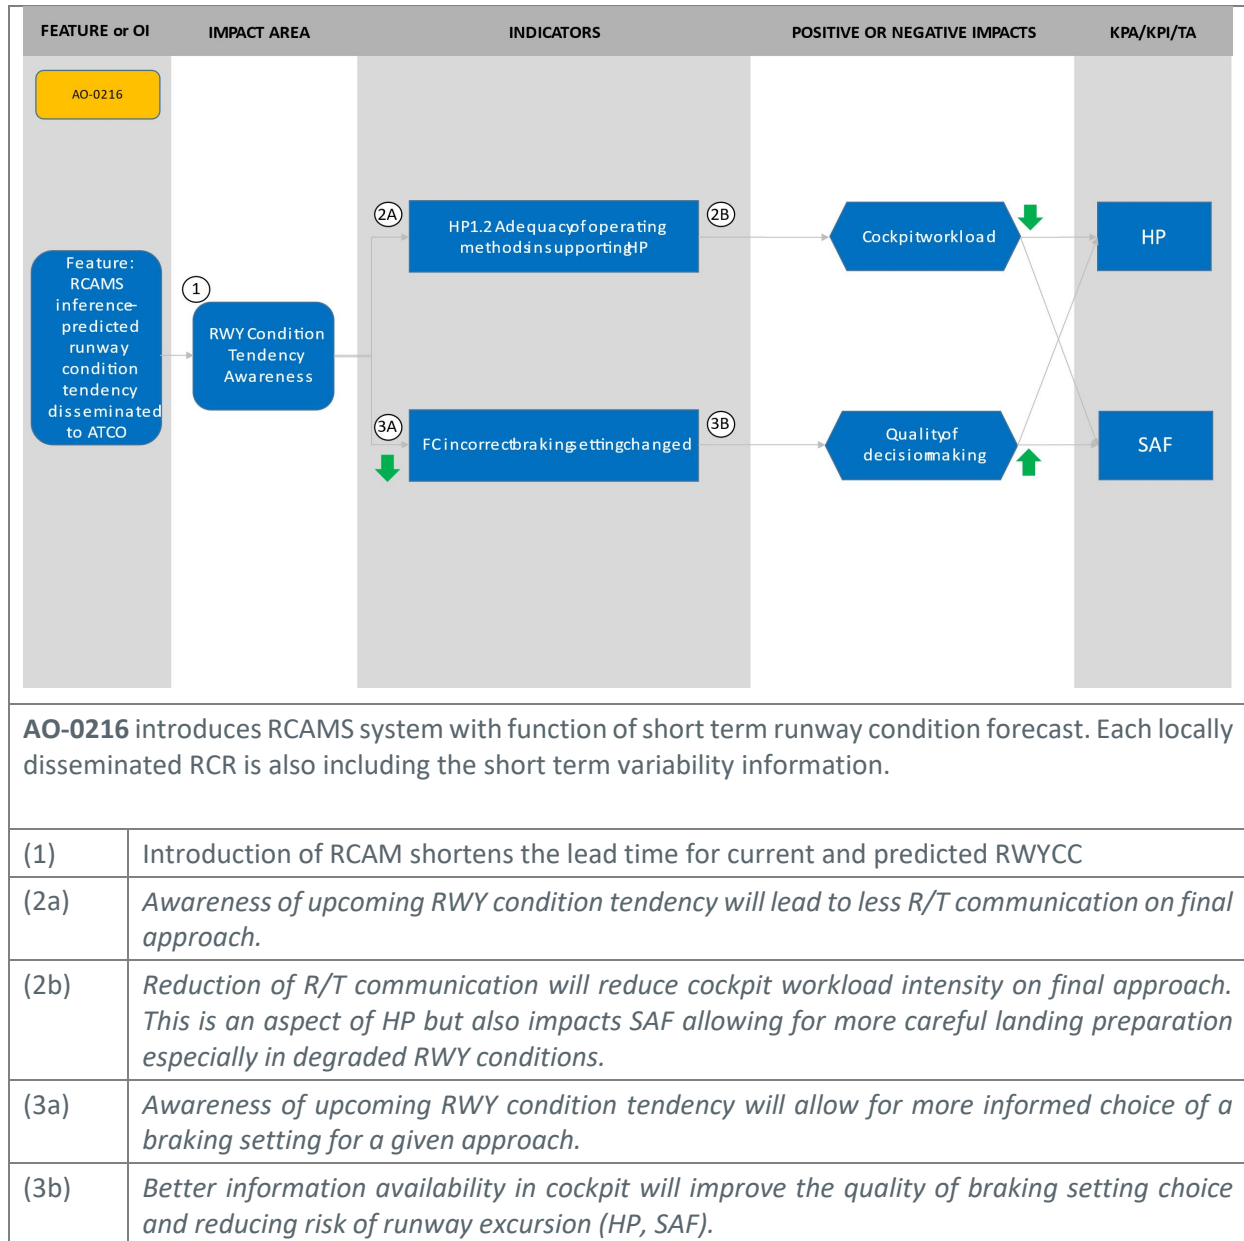 FEATURE or OI IMPACT AREA INDICATORS POSITIVE OR NEGATIVE IMPACTS KPA/KPI/TA
AO-0216
Feature:
RCAMS
inference-
predicted
runway
condition
tendency
disseminated
to ATCO
1
RWY Condition
Tendency
Awareness
2A
HP1.2 Adequacy of operating
methods in supporting HP
2B
Cockpit workload
HP
3A
FC incorrect braking setting changed
3B
Quality of
decision making
SAF
AO-0216 introduces RCAMS system with function of short term runway condition forecast. Each locally
disseminated RCR is also including the short term variability information.
(1) Introduction of RCAM shortens the lead time for current and predicted RWYCC
(2a) Awareness of upcoming RWY condition tendency will lead to less R/T communication on final
approach.
(2b) Reduction of R/T communication will reduce cockpit workload intensity on final approach.
This is an aspect of HP but also impacts SAF allowing for more careful landing preparation
especially in degraded RWY conditions.
(3a) Awareness of upcoming RWY condition tendency will allow for more informed choice of a
braking setting for a given approach.
(3b) Better information availability in cockpit will improve the quality of braking setting choice
and reducing risk of runway excursion (HP, SAF).